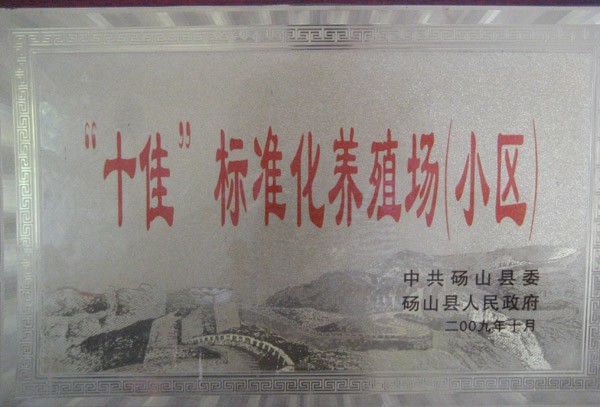 “十佳”标准化养殖场(小区)
中共砀山县委
砀山县人民政府
二00九年十月